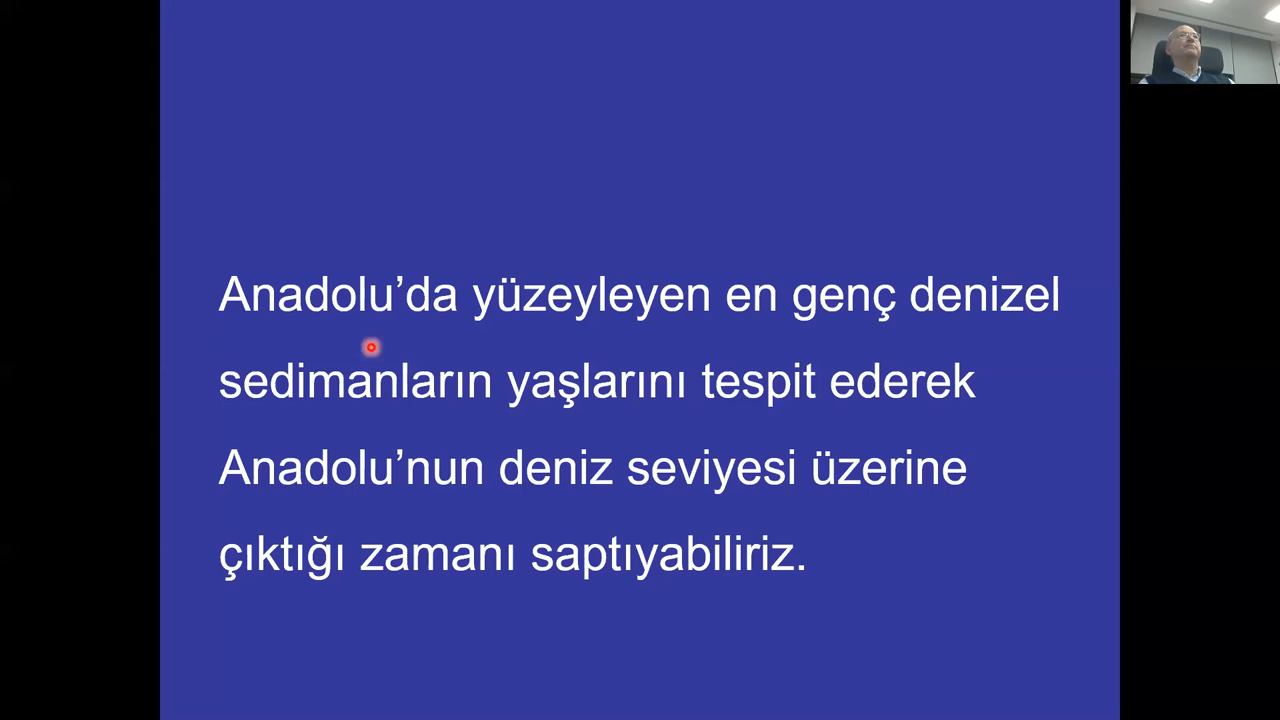 Anadolu’da yüzeyleyen en genç denizel
sedimanların yaşlarını tespit ederek
Anadolu’nun deniz seviyesi üzerine
çıktığı zamanı saptıyabiliriz.